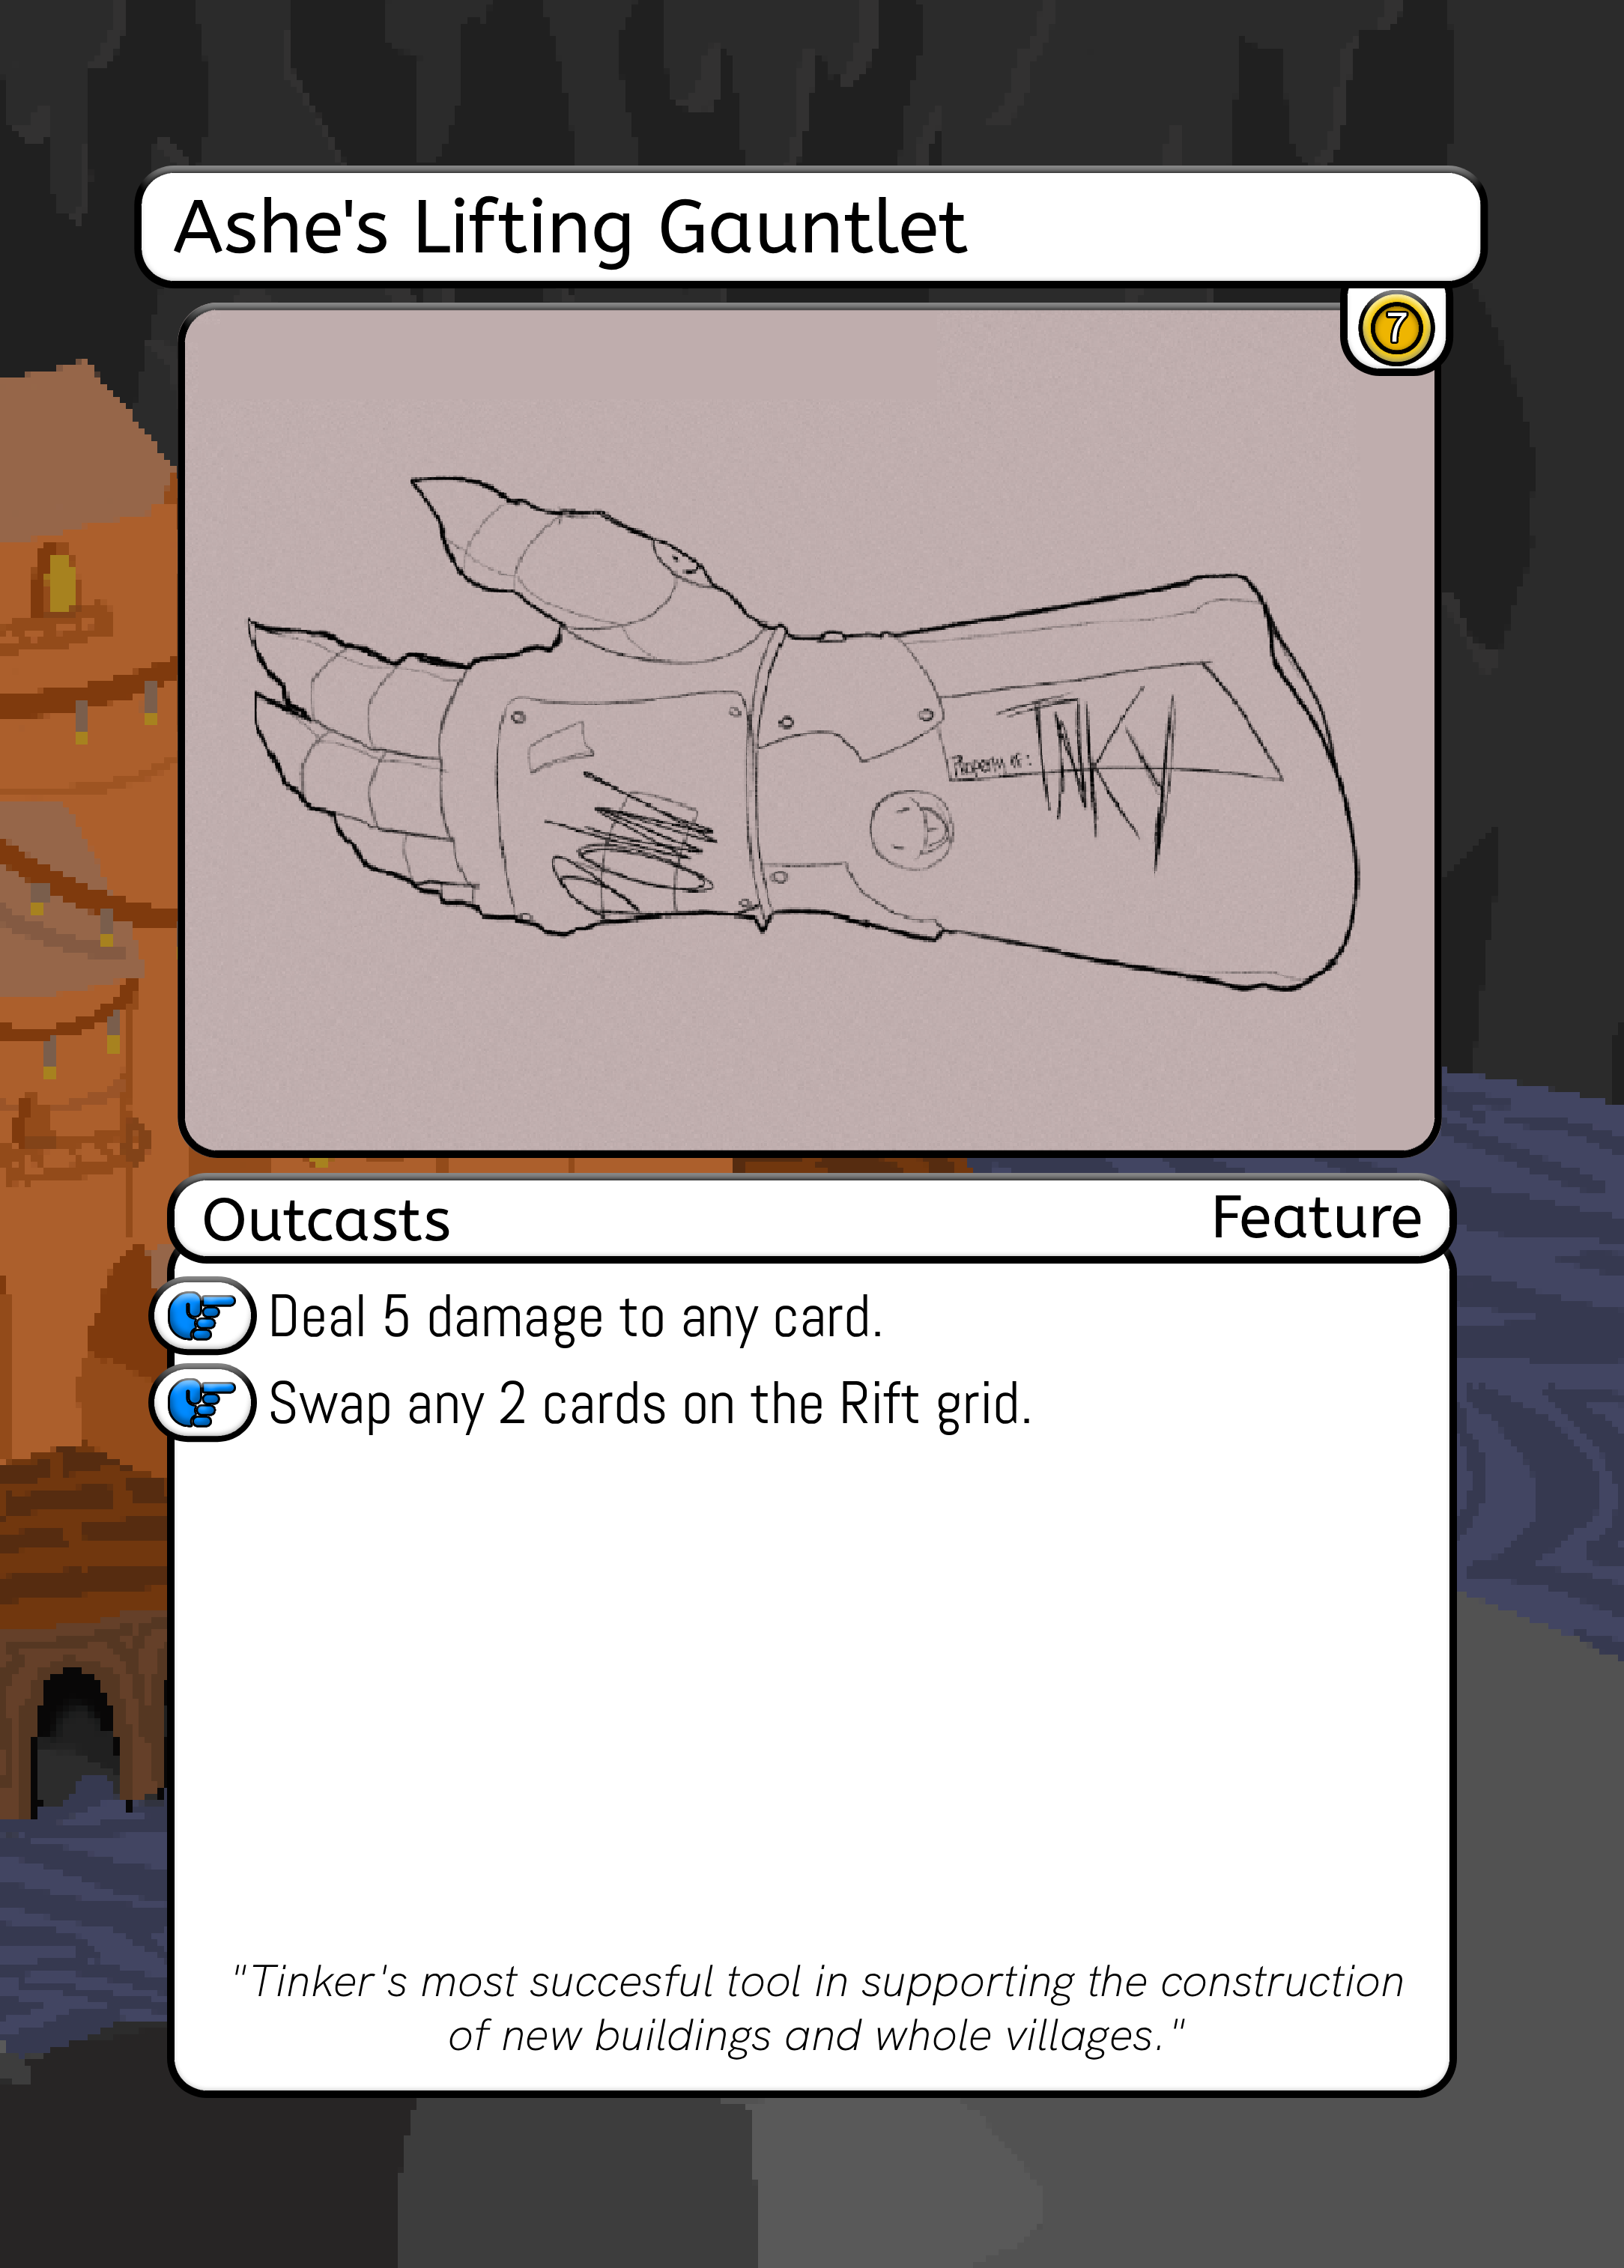 Ashe's Lifting Gauntlet
7
Property of: TNKY
Outcasts Feature
Deal 5 damage to any card.
Swap any 2 cards on the Rift grid.
"Tinker's most succesful tool in supporting the construction
of new buildings and whole villages."